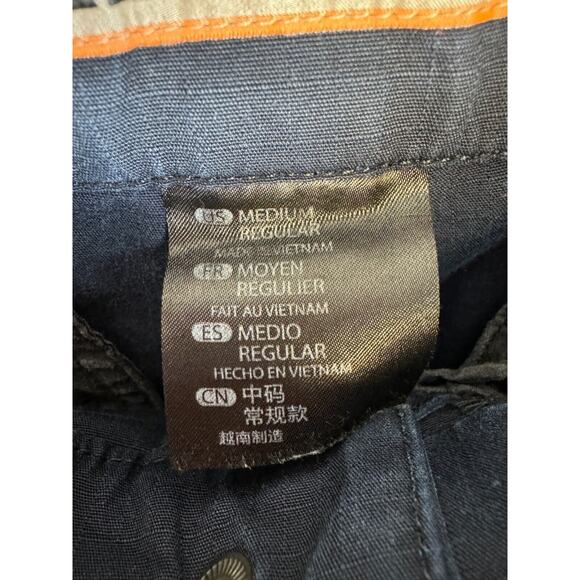 US MEDIUM
REGULAR
MADE IN VIETNAM
FR MOYEN
REGULIER
FAIT AU VIETNAM
ES MEDIO
REGULAR
HECHO EN VIETNAM
CN 中码
常规款
越南制造